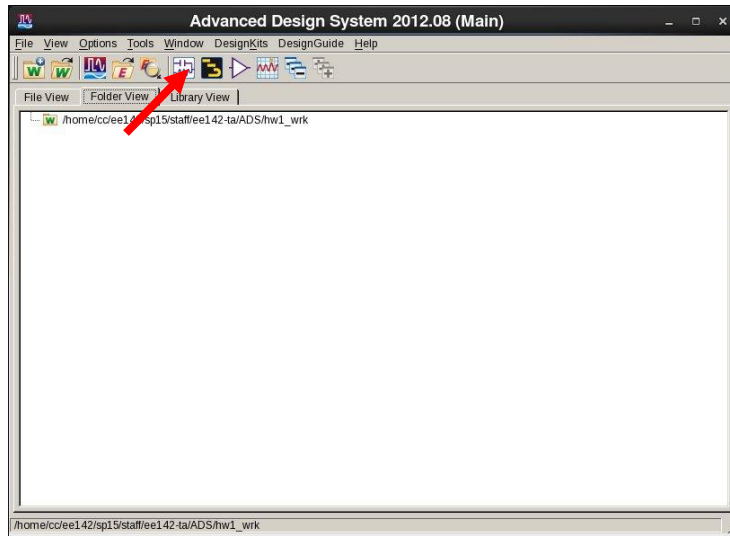 Advanced Design System 2012.08 (Main)
File View Options Tools Window DesignKits DesignGuide Help
W W E
File View Folder View Library View
W /home/cc/ee142/sp15/staff/ee142-ta/ADS/hw1_wrk
/home/cc/ee142/sp15/staff/ee142-ta/ADS/hw1_wrk